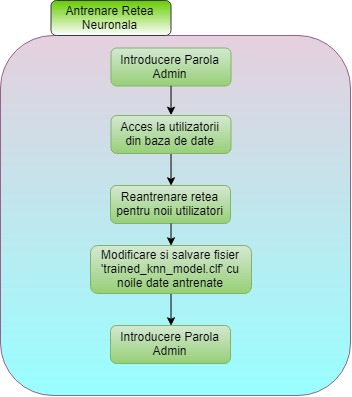 Antrenare Retea
Neuronala
Introducere Parola
Admin
Acces la utilizatorii
din baza de date
Reantrenare retea
pentru noii utilizatori
Modificare si salvare fisier
'trained_knn_model.clf' cu
noile date antrenate
Introducere Parola
Admin